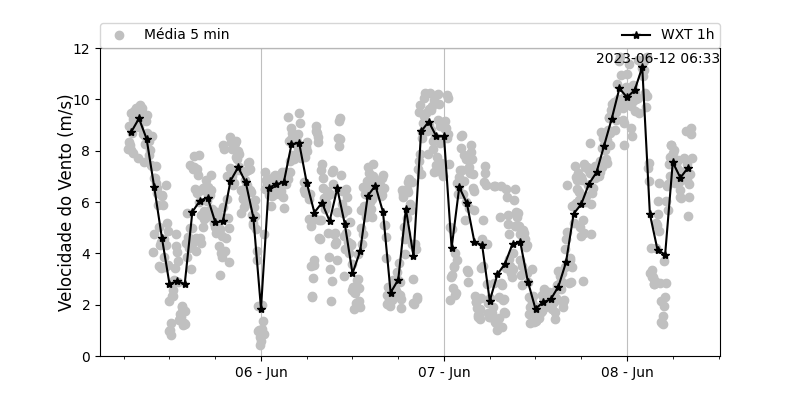 Média 5 min
WXT 1h
2023-06-12 06:33
12
10
8
6
4
2
0
Velocidade do Vento (m/s)
06 - Jun
07 - Jun
08 - Jun